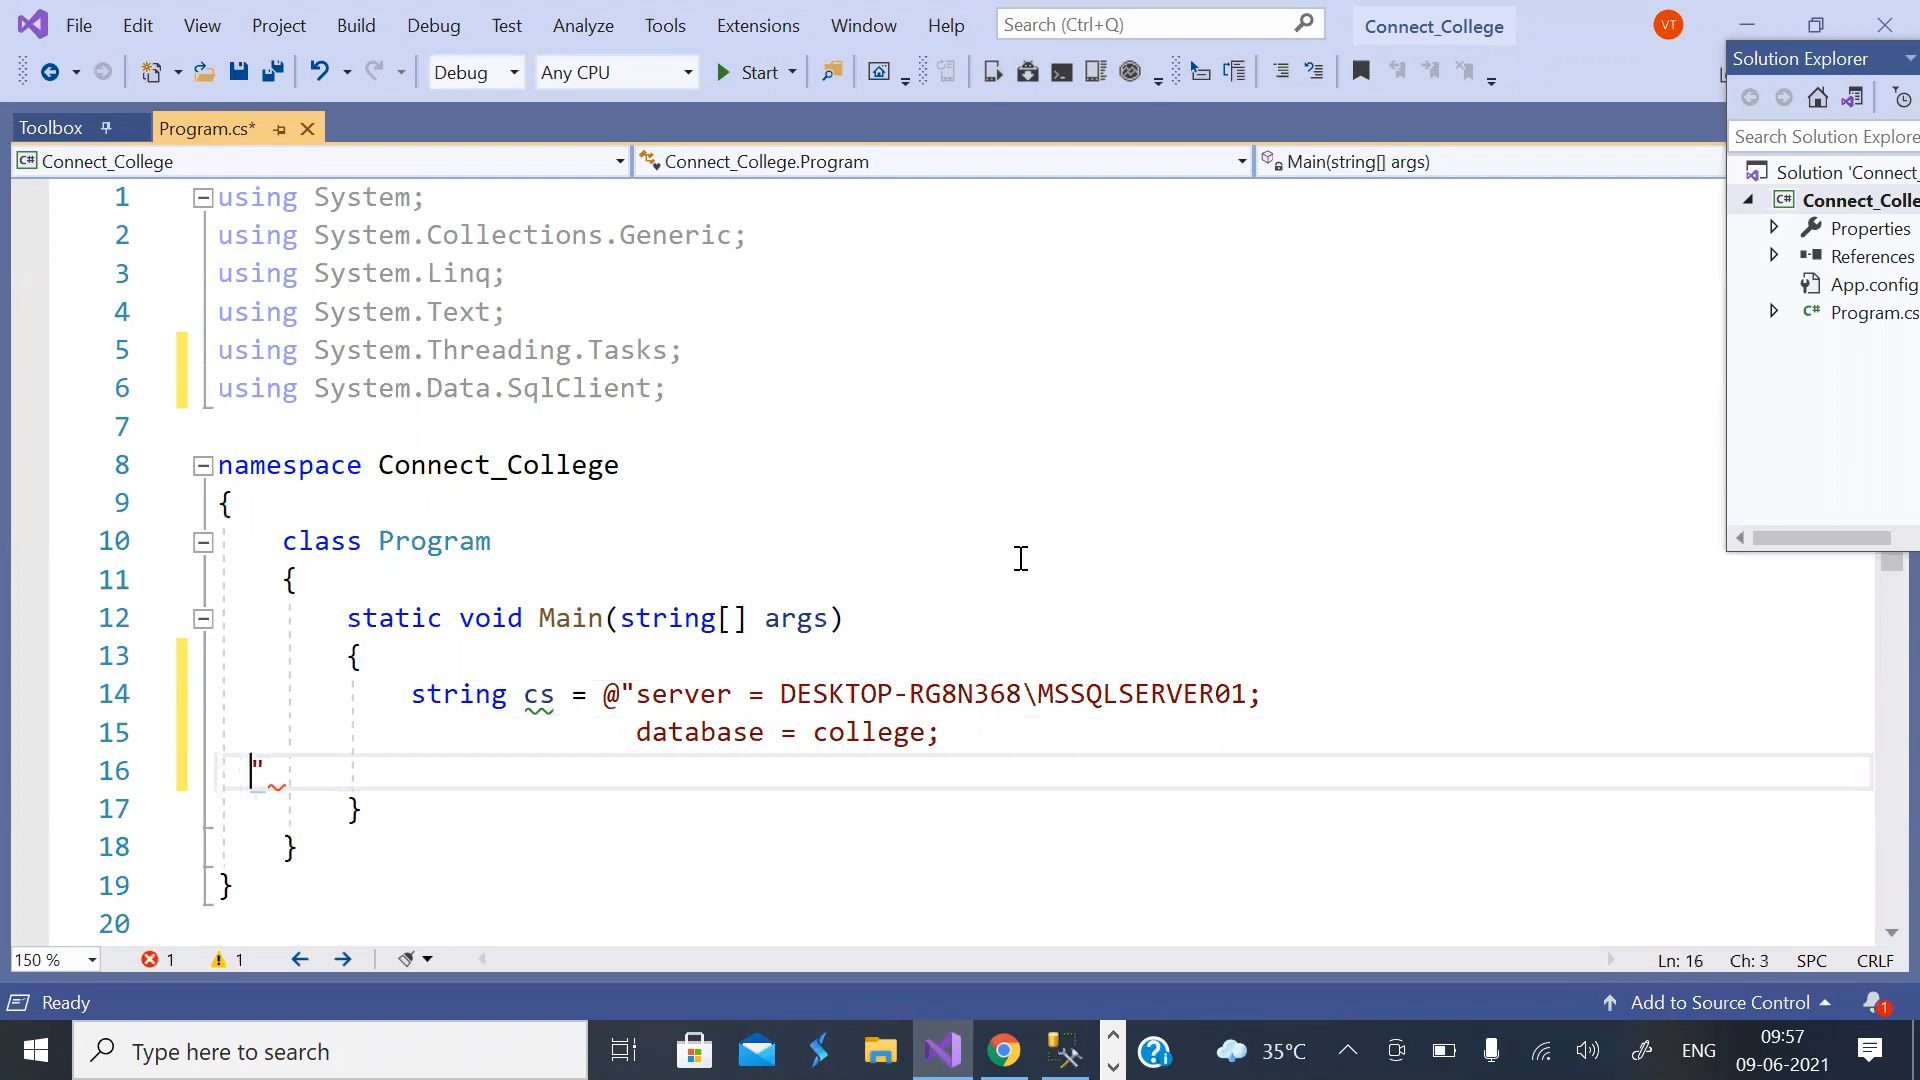 File Edit View Project Build Debug Test Analyze Tools Extensions Window Help Search (Ctrl+Q) Connect_College VT
Debug Any CPU Start
Solution Explorer
Toolbox Program.cs*
Search Solution Explore
Connect_College Connect_College.Program Main(string[] args)
Solution 'Connect_
Connect_Colle
Properties
References
App.config
Program.cs
1 using System;
2 using System.Collections.Generic;
3 using System.Linq;
4 using System.Text;
5 using System.Threading.Tasks;
6 using System.Data.SqlClient;
7
8 namespace Connect_College
9 {
10 class Program
11 {
12 static void Main(string[] args)
13 {
14 string cs = @"server = DESKTOP-RG8N368\MSSQLSERVER01;
15 database = college;
16 "
17 }
18 }
19 }
20
150 % 1 1 Ln: 16 Ch: 3 SPC CRLF
Ready Add to Source Control 1
Type here to search 35°C ENG 09:57
09-06-2021